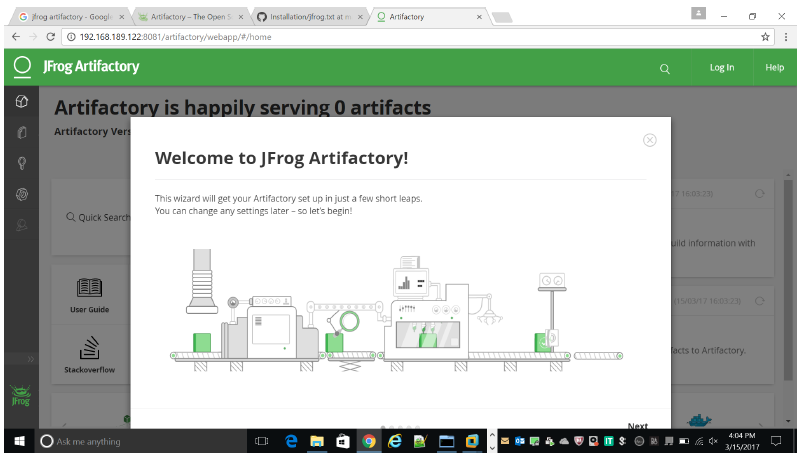 jfrog artifactory - Googl
Artifactory – The Open S
Installation/jfrog.txt at m
Artifactory
192.168.189.122:8081/artifactory/webapp/#/home
JFrog Artifactory
Log In
Help
Artifactory is happily serving 0 artifacts
Artifactory Vers
Welcome to JFrog Artifactory!
This wizard will get your Artifactory set up in just a few short leaps.
You can change any settings later – so let's begin!
17 16:03:23)
Quick Search
uild information with
User Guide
(15/03/17 16:03:23)
facts to Artifactory.
Stackoverflow
JFrog
Next
Ask me anything
4:04 PM
3/15/2017